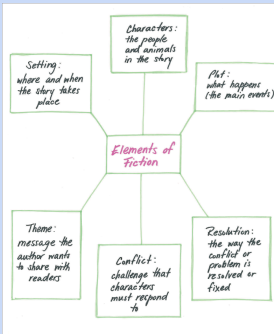 Characters:
the people
and animals
in the story
Setting:
where and when
the story takes
place
Plot:
what happens
(the main events)
Elements of
Fiction
Theme:
message the
author wants
to share with
readers
Conflict:
challenge that
characters
must respond
to
Resolution:
the way the
conflict or
problem is
resolved or
fixed